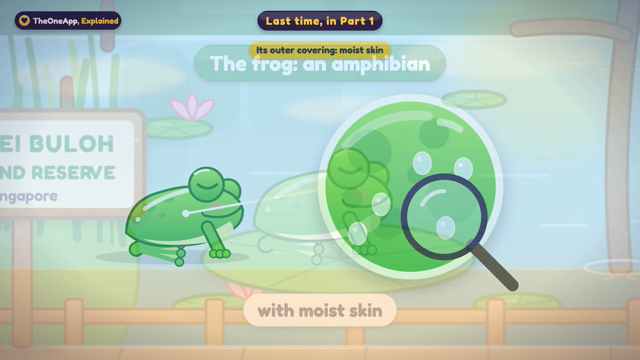 TheOneApp, Explained
Last time, in Part 1
Its outer covering: moist skin
The frog: an amphibian
EI BULOH
ND RESERVE
ngapore
with moist skin